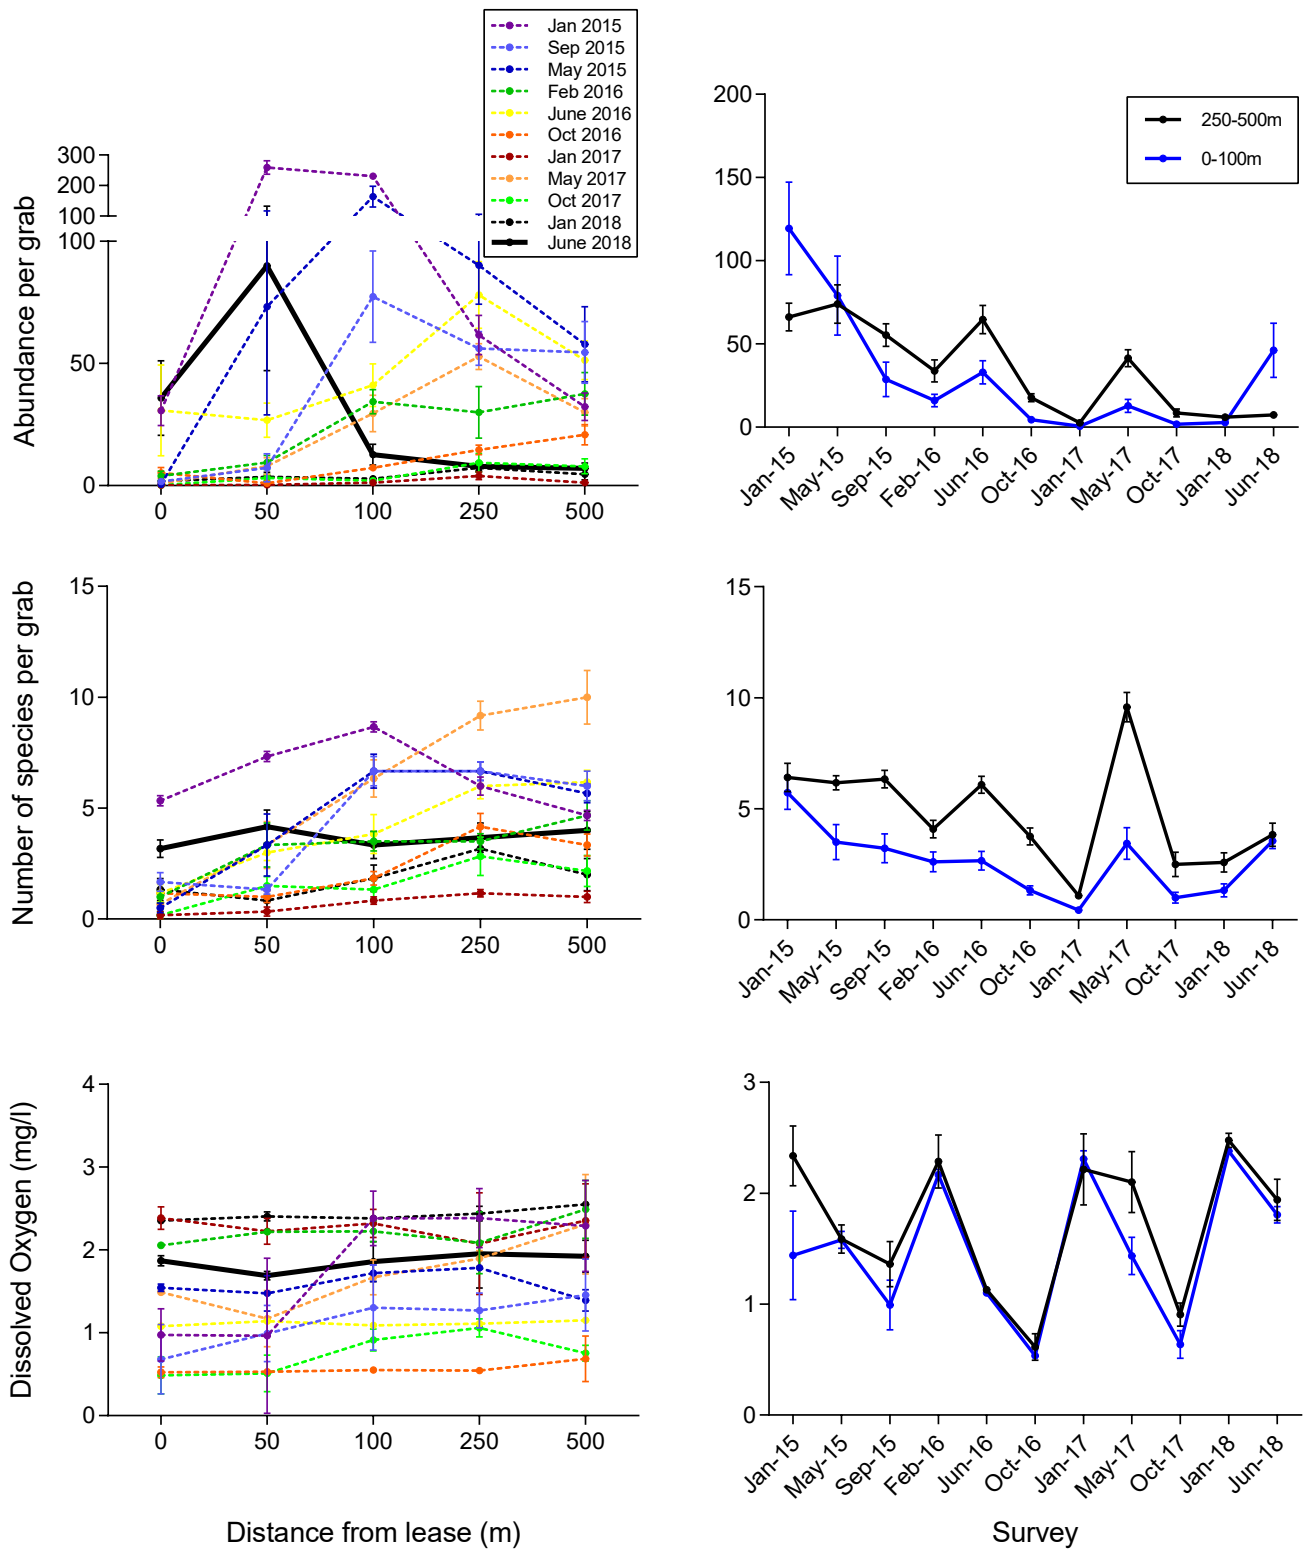 Jan 2015
Sep 2015
May 2015
Feb 2016
June 2016
Oct 2016
Jan 2017
May 2017
Oct 2017
Jan 2018
June 2018
Abundance per grab
300
200
100
100
50
0
0 50 100 250 500
200
150
100
50
0
250-500m
0-100m
Jan-15 May-15 Sep-15 Feb-16 Jun-16 Oct-16 Jan-17 May-17 Oct-17 Jan-18 Jun-18
Number of species per grab
15
10
5
0
0 50 100 250 500
15
10
5
0
Jan-15 May-15 Sep-15 Feb-16 Jun-16 Oct-16 Jan-17 May-17 Oct-17 Jan-18 Jun-18
Dissolved Oxygen (mg/l)
4
3
2
1
0
0 50 100 250 500
Distance from lease (m)
3
2
1
0
Jan-15 May-15 Sep-15 Feb-16 Jun-16 Oct-16 Jan-17 May-17 Oct-17 Jan-18 Jun-18
Survey